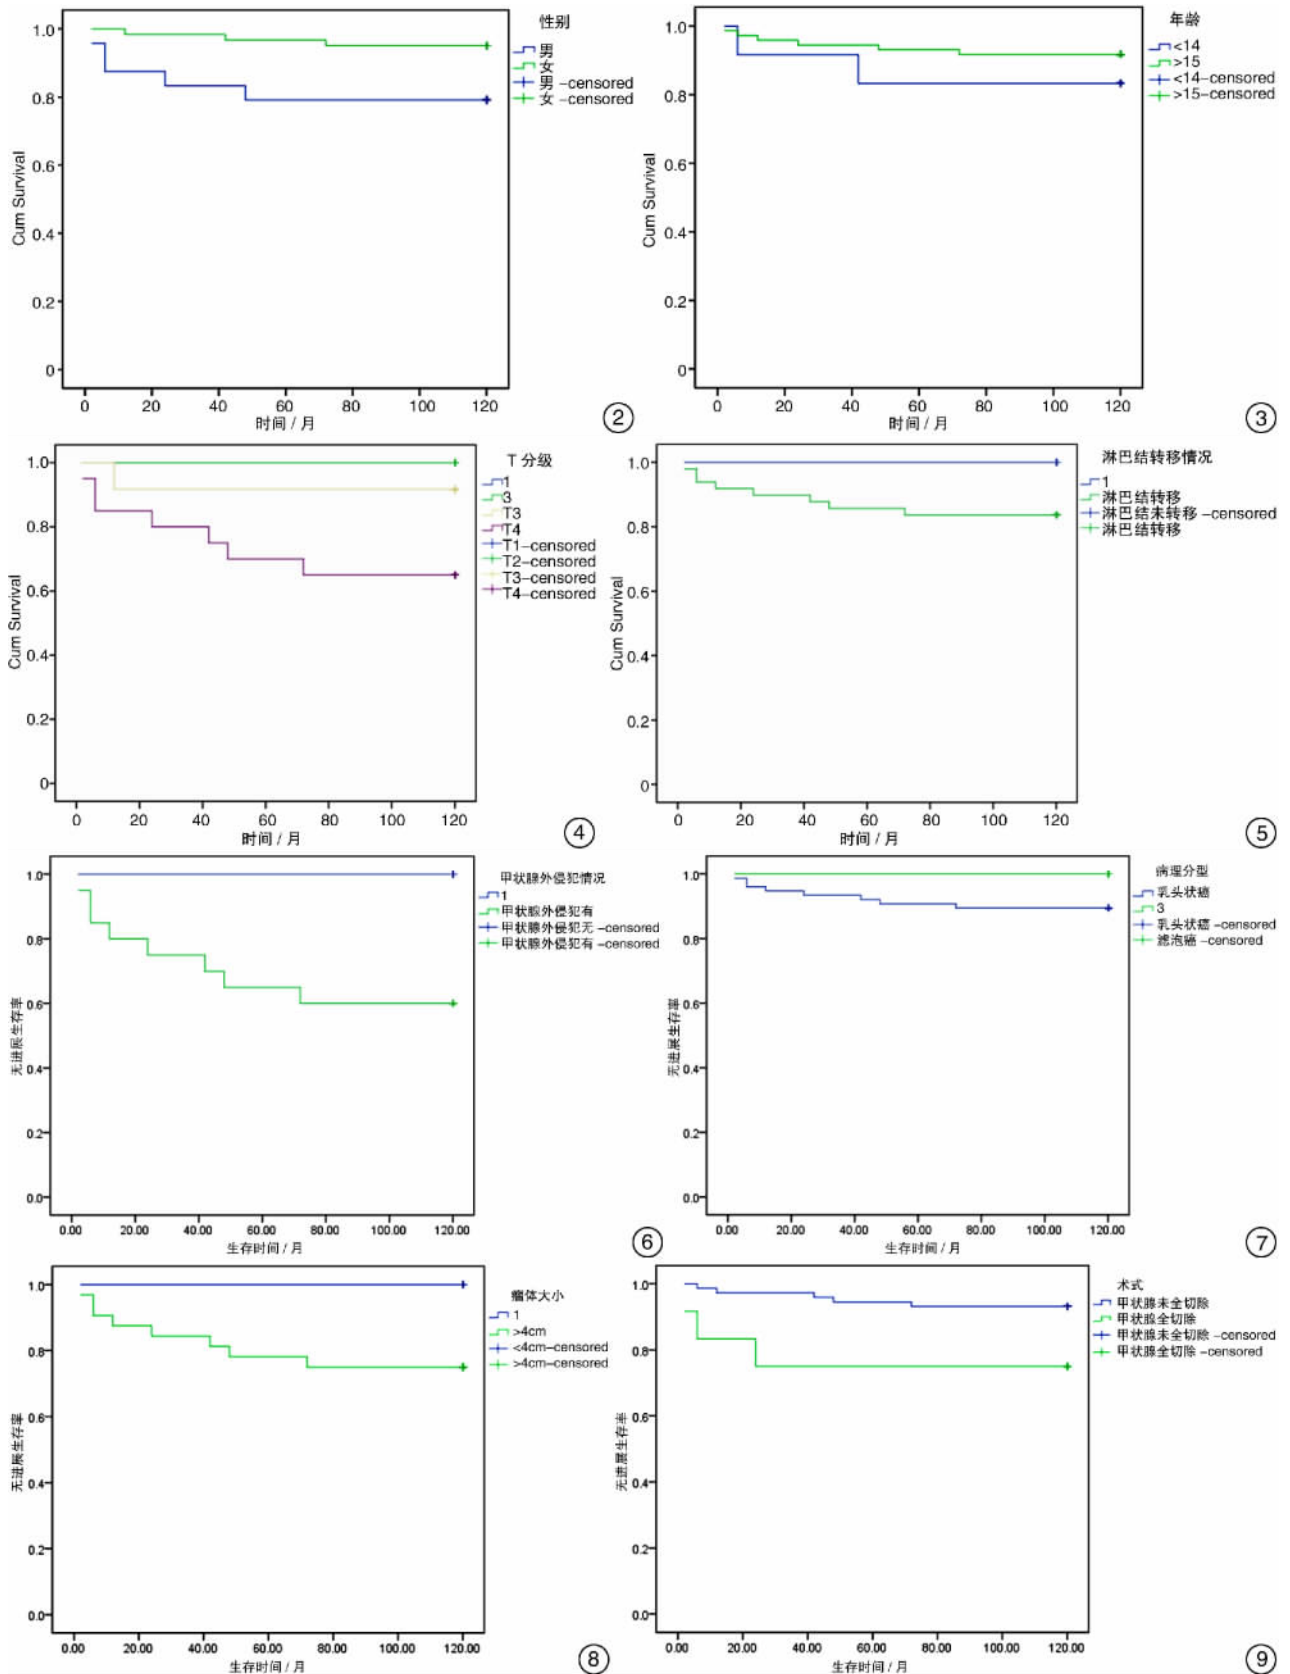 性别
男
女
男 -censored
女 -censored
1.0
0.8
0.6
0.4
0.2
0
Cum Survival
0 20 40 60 80 100 120
时间 / 月
②
年龄
<14
>15
<14-censored
>15-censored
1.0
0.8
0.6
0.4
0.2
0
Cum Survival
0 20 40 60 80 100 120
时间 / 月
③
T 分级
1
3
T3
T4
T1-censored
T2-censored
T3-censored
T4-censored
1.0
0.8
0.6
0.4
0.2
0
Cum Survival
0 20 40 60 80 100 120
时间 / 月
④
淋巴结转移情况
1
淋巴结转移
淋巴结未转移 -censored
淋巴结转移
1.0
0.8
0.6
0.4
0.2
0
Cum Survival
0 20 40 60 80 100 120
时间 / 月
⑤
甲状腺外侵犯情况
1
甲状腺外侵犯有
甲状腺外侵犯无 -censored
甲状腺外侵犯有 -censored
1.0
0.8
0.6
0.4
0.2
0.0
无进展生存率
0.00 20.00 40.00 60.00 80.00 100.00 120.00
生存时间 / 月
⑥
病理分型
乳头状癌
3
乳头状癌 -censored
滤泡癌 -censored
1.0
0.8
0.6
0.4
0.2
0.0
无进展生存率
0.00 20.00 40.00 60.00 80.00 100.00 120.00
生存时间 / 月
⑦
瘤体大小
1
>4cm
<4cm-censored
>4cm-censored
1.0
0.8
0.6
0.4
0.2
0.0
无进展生存率
0.00 20.00 40.00 60.00 80.00 100.00 120.00
生存时间 / 月
⑧
术式
甲状腺未全切除
甲状腺全切除
甲状腺未全切除 -censored
甲状腺全切除 -censored
1.0
0.8
0.6
0.4
0.2
0.0
无进展生存率
0.00 20.00 40.00 60.00 80.00 100.00 120.00
生存时间 / 月
⑨